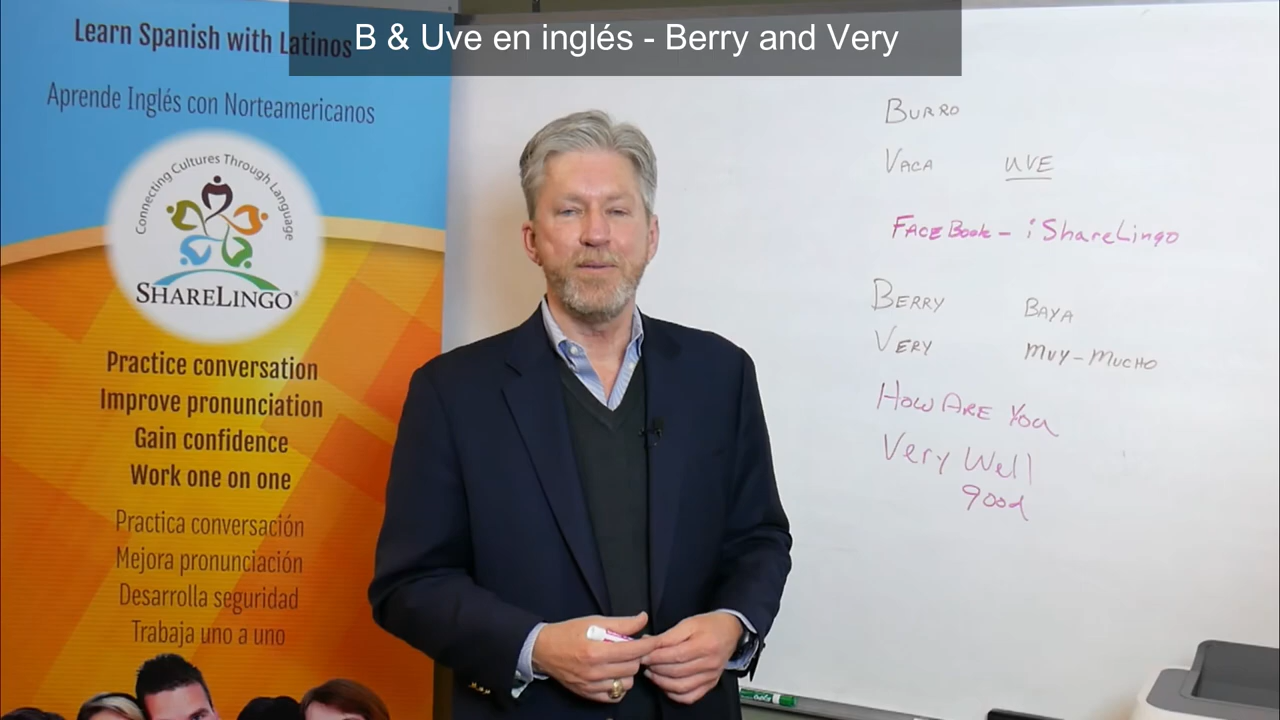 B & Uve en inglés - Berry and Very
Learn Spanish with Latinos
Aprende Inglés con Norteamericanos
Connecting Cultures Through Language
SHARELINGO®
Practice conversation
Improve pronunciation
Gain confidence
Work one on one
Practica conversación
Mejora pronunciación
Desarrolla seguridad
Trabaja uno a uno
BURRO
VACA UVE
FACEBook - iShareLingo
BERRY BAYA
VERY MUY-MUCHO
HOW ARE YOU
Very Well
good